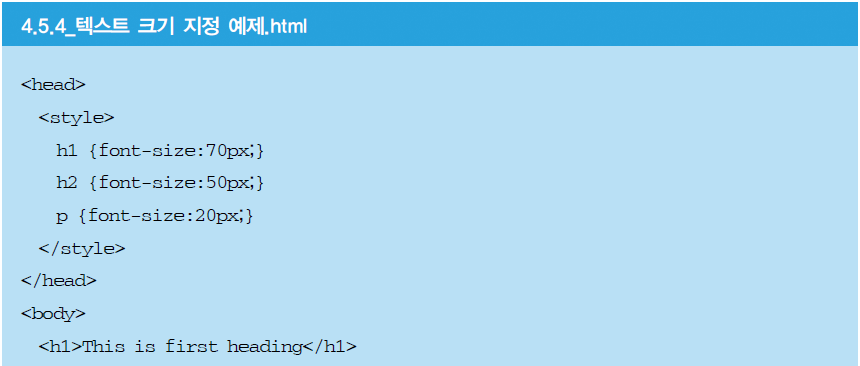 4.5.4_텍스트 크기 지정 예제.html
<head>
<style>
h1 {font-size:70px;}
h2 {font-size:50px;}
p {font-size:20px;}
</style>
</head>
<body>
<h1>This is first heading</h1>